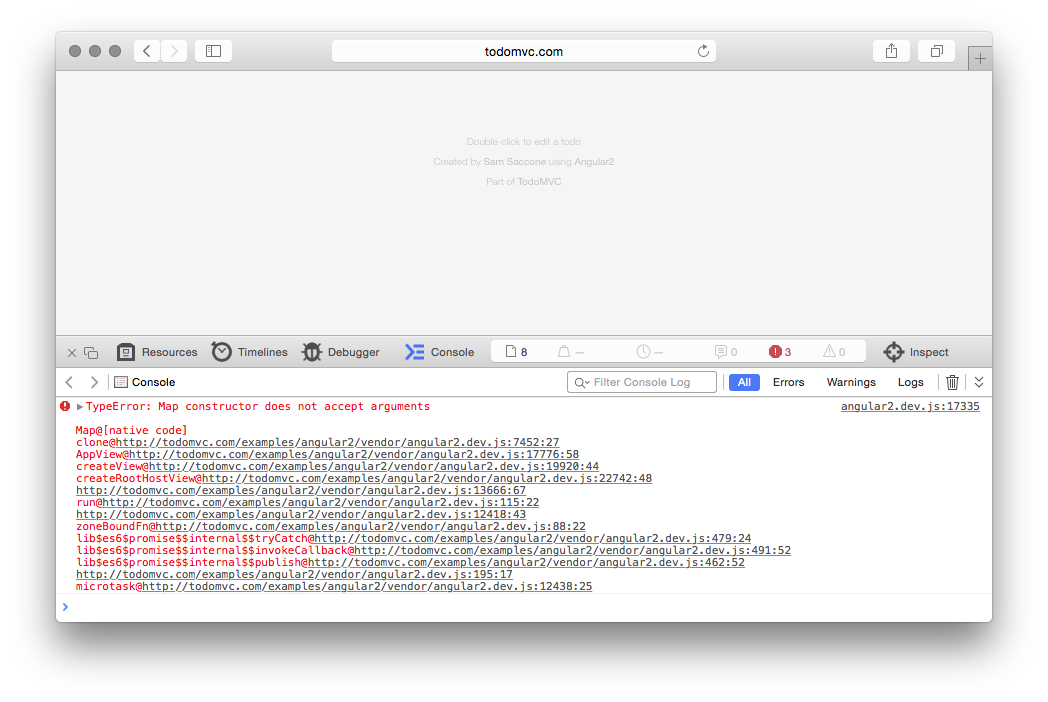 todomvc.com
Double-click to edit a todo
Created by Sam Saccone using Angular2
Part of TodoMVC
Resources Timelines Debugger Console 8 — — 0 3 0 Inspect
Console Filter Console Log All Errors Warnings Logs
TypeError: Map constructor does not accept arguments angular2.dev.js:17335
Map@[native code]
clone@http://todomvc.com/examples/angular2/vendor/angular2.dev.js:7452:27
AppView@http://todomvc.com/examples/angular2/vendor/angular2.dev.js:17776:58
createView@http://todomvc.com/examples/angular2/vendor/angular2.dev.js:19920:44
createRootHostView@http://todomvc.com/examples/angular2/vendor/angular2.dev.js:22742:48
http://todomvc.com/examples/angular2/vendor/angular2.dev.js:13666:67
run@http://todomvc.com/examples/angular2/vendor/angular2.dev.js:115:22
http://todomvc.com/examples/angular2/vendor/angular2.dev.js:12418:43
zoneBoundFn@http://todomvc.com/examples/angular2/vendor/angular2.dev.js:88:22
lib$es6$promise$$internal$$tryCatch@http://todomvc.com/examples/angular2/vendor/angular2.dev.js:479:24
lib$es6$promise$$internal$$invokeCallback@http://todomvc.com/examples/angular2/vendor/angular2.dev.js:491:52
lib$es6$promise$$internal$$publish@http://todomvc.com/examples/angular2/vendor/angular2.dev.js:462:52
http://todomvc.com/examples/angular2/vendor/angular2.dev.js:195:17
microtask@http://todomvc.com/examples/angular2/vendor/angular2.dev.js:12438:25